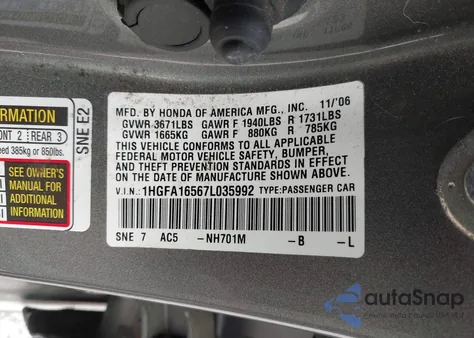 MFD. BY HONDA OF AMERICA MFG., INC. 11/'06
GVWR 3671LBS GAWR F 1940LBS R 1731LBS
GVWR 1665KG GAWR F 880KG R 785KG
THIS VEHICLE CONFORMS TO ALL APPLICABLE
FEDERAL MOTOR VEHICLE SAFETY, BUMPER,
AND THEFT PREVENTION STANDARDS IN EFFECT ON
THE DATE OF MANUFACTURE SHOWN ABOVE.
V.I.N.: 1HGFA16567L035992 TYPE:PASSENGER CAR
SNE 7 AC5 -NH701M -B -L
SNE E2
ORMATION
ONT 2 REAR 3
eed 385kg or 850lbs.
SEE OWNER'S
MANUAL FOR
ADDITIONAL
INFORMATION
autoSnap